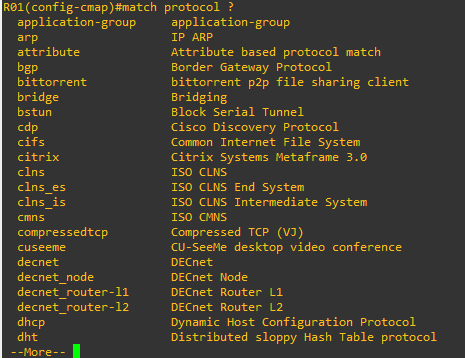 R01(config-cmap)#match protocol ?
application-group application-group
arp IP ARP
attribute Attribute based protocol match
bgp Border Gateway Protocol
bittorrent bittorrent p2p file sharing client
bridge Bridging
bstun Block Serial Tunnel
cdp Cisco Discovery Protocol
cifs Common Internet File System
citrix Citrix Systems Metaframe 3.0
clns ISO CLNS
clns_es ISO CLNS End System
clns_is ISO CLNS Intermediate System
cmns ISO CMNS
compressedtcp Compressed TCP (VJ)
cuseeme CU-SeeMe desktop video conference
decnet DECnet
decnet_node DECnet Node
decnet_router-l1 DECnet Router L1
decnet_router-l2 DECnet Router L2
dhcp Dynamic Host Configuration Protocol
dht Distributed sloppy Hash Table protocol
--More--